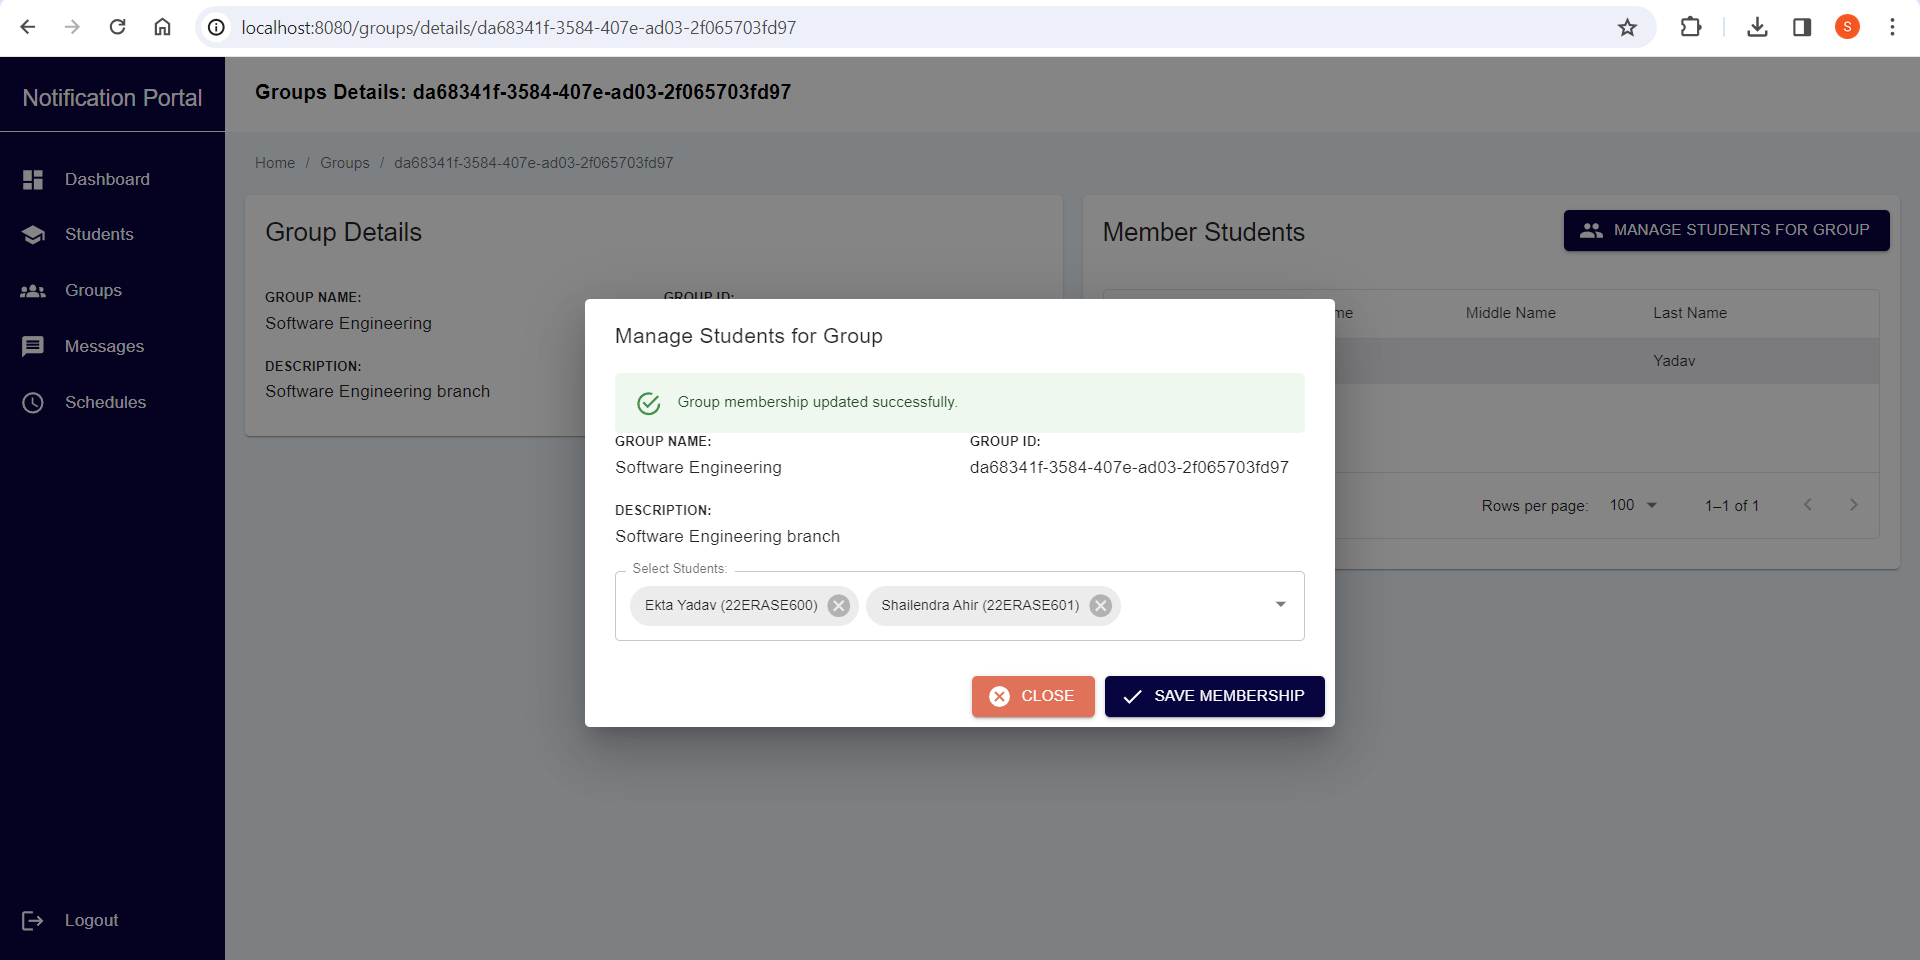 localhost:8080/groups/details/da68341f-3584-407e-ad03-2f065703fd97
S
Notification Portal
Groups Details: da68341f-3584-407e-ad03-2f065703fd97
Home / Groups / da68341f-3584-407e-ad03-2f065703fd97
Dashboard
Students
Groups
Messages
Schedules
Logout
Group Details
GROUP NAME:
Software Engineering
GROUP ID:
DESCRIPTION:
Software Engineering branch
Member Students
MANAGE STUDENTS FOR GROUP
Middle Name
Last Name
Yadav
Rows per page: 100
1–1 of 1
Manage Students for Group
Group membership updated successfully.
GROUP NAME:
Software Engineering
GROUP ID:
da68341f-3584-407e-ad03-2f065703fd97
DESCRIPTION:
Software Engineering branch
Select Students:
Ekta Yadav (22ERASE600)
Shailendra Ahir (22ERASE601)
CLOSE
SAVE MEMBERSHIP